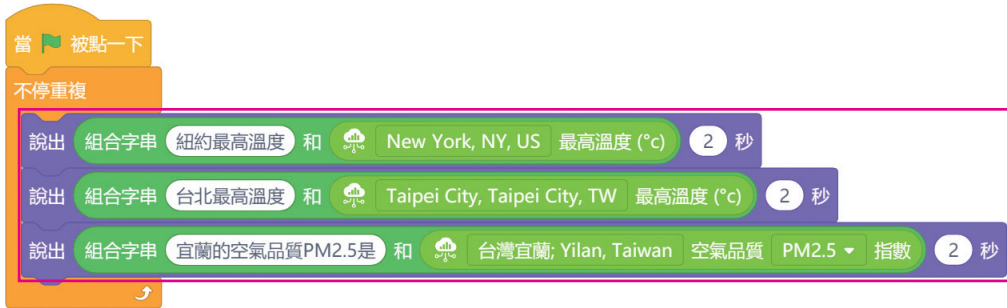 當 被點一下
不停重複
說出 組合字串 紐約最高溫度 和 New York, NY, US 最高溫度 (°c) 2 秒
說出 組合字串 台北最高溫度 和 Taipei City, Taipei City, TW 最高溫度 (°c) 2 秒
說出 組合字串 宜蘭的空氣品質PM2.5是 和 台灣宜蘭; Yilan, Taiwan 空氣品質 PM2.5 指數 2 秒